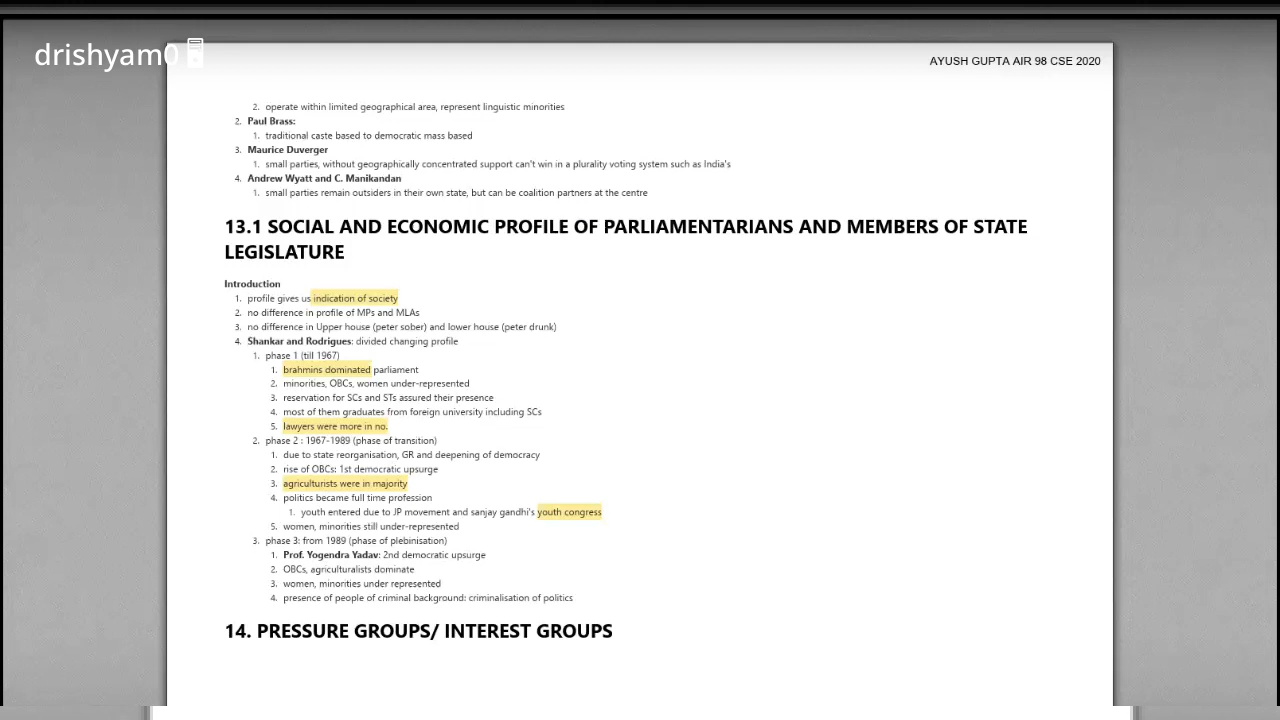 drishyam0
AYUSH GUPTA AIR 98 CSE 2020
2. operate within limited geographical area, represent linguistic minorities
2. Paul Brass:
1. traditional caste based to democratic mass based
3. Maurice Duverger
1. small parties, without geographically concentrated support can't win in a plurality voting system such as India's
4. Andrew Wyatt and C. Manikandan
1. small parties remain outsiders in their own state, but can be coalition partners at the centre
13.1 SOCIAL AND ECONOMIC PROFILE OF PARLIAMENTARIANS AND MEMBERS OF STATE
LEGISLATURE
Introduction
1. profile gives us indication of society
2. no difference in profile of MPs and MLAs
3. no difference in Upper house (peter sober) and lower house (peter drunk)
4. Shankar and Rodrigues: divided changing profile
1. phase 1 (till 1967)
1. brahmins dominated parliament
2. minorities, OBCs, women under-represented
3. reservation for SCs and STs assured their presence
4. most of them graduates from foreign university including SCs
5. lawyers were more in no.
2. phase 2 : 1967-1989 (phase of transition)
1. due to state reorganisation, GR and deepening of democracy
2. rise of OBCs: 1st democratic upsurge
3. agriculturists were in majority
4. politics became full time profession
1. youth entered due to JP movement and sanjay gandhi's youth congress
5. women, minorities still under-represented
3. phase 3: from 1989 (phase of plebinisation)
1. Prof. Yogendra Yadav: 2nd democratic upsurge
2. OBCs, agriculturalists dominate
3. women, minorities under represented
4. presence of people of criminal background: criminalisation of politics
14. PRESSURE GROUPS/ INTEREST GROUPS